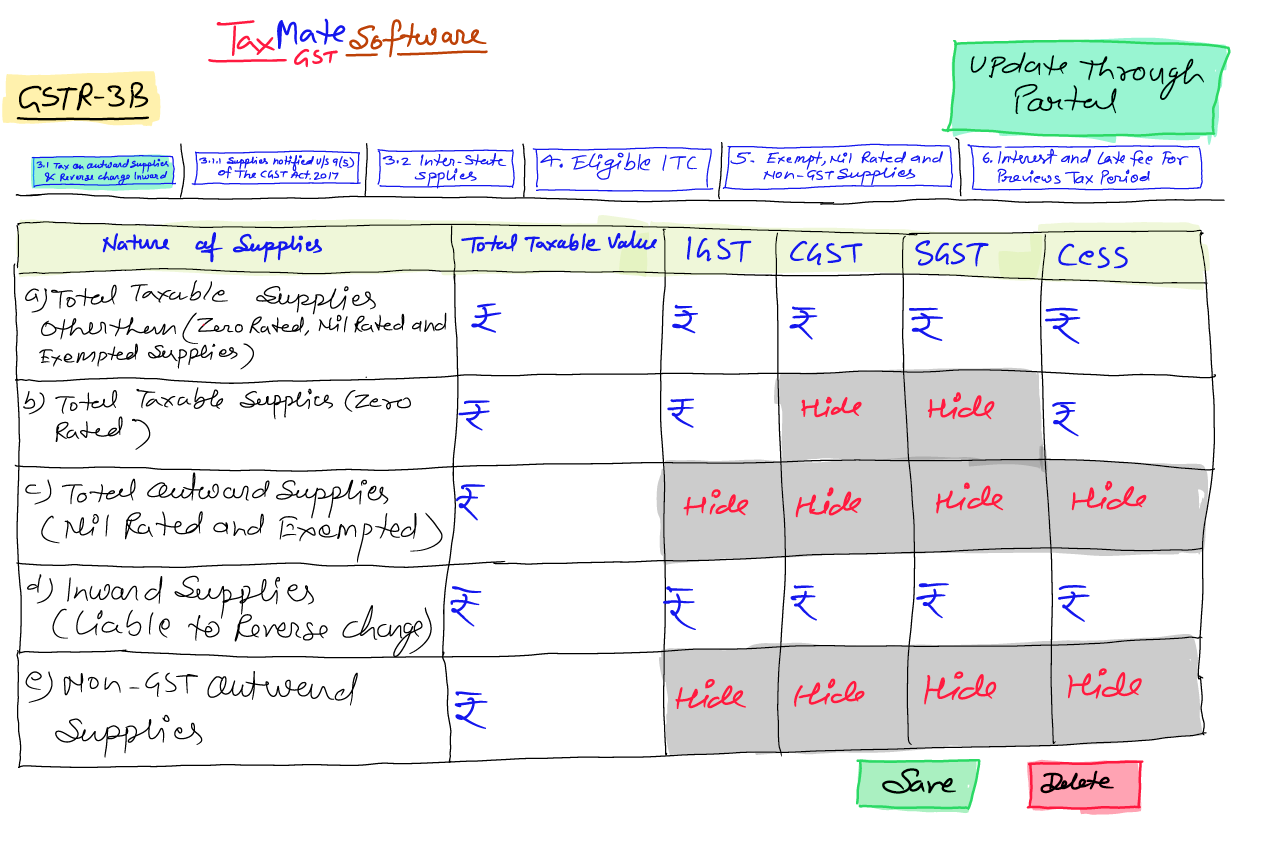 TaxMate Software
GST
GSTR-3B
Update Through
Partal
3.1 Tax on outward Supplies
& Reverse change Inward
3.1.1 Supplies notified u/s 9(5)
of The CGST Act.2017
3.2 Inter-State
spplies
4. Eligible ITC
5. Exempt, Nil Rated and
Non-GST Supplies
6. Interest and Late fee For
Previews Tax Period
Nature of Supplies Total Taxable Value IGST CGST SGST Cess
a) Total Taxable Supplies
Otherthen (Zero Rated, Nil Rated and
Exempted Supplies)
₹ ₹ ₹ ₹ ₹
b) Total Taxable Supplies (Zero
Rated)
₹ ₹ Hide Hide ₹
c) Total outward Supplies
(Nil Rated and Exempted)
₹ Hide Hide Hide Hide
d) Inward Supplies
(Liable to Reverse change)
₹ ₹ ₹ ₹ ₹
e) Non-GST outward
Supplies
₹ Hide Hide Hide Hide
Save Delete